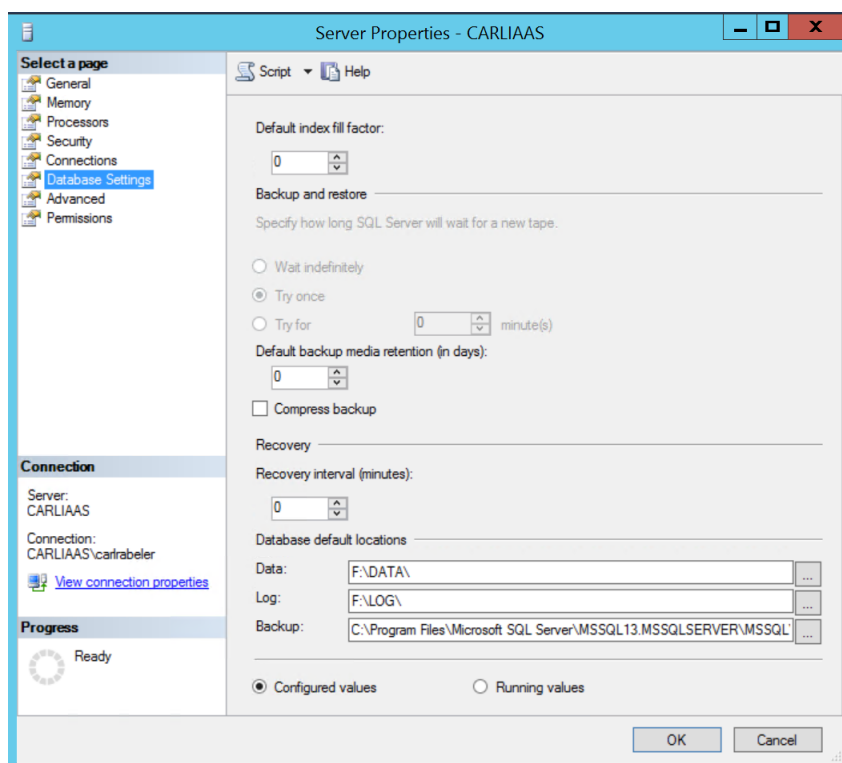 Server Properties - CARLIAAS
X
Select a page
General
Memory
Processors
Security
Connections
Database Settings
Advanced
Permissions
Script
Help
Default index fill factor:
0
Backup and restore
Specify how long SQL Server will wait for a new tape.
Wait indefinitely
Try once
Try for 0 minute(s)
Default backup media retention (in days):
0
Compress backup
Recovery
Recovery interval (minutes):
0
Database default locations
Data: F:\DATA\ ...
Log: F:\LOG\ ...
Backup: C:\Program Files\Microsoft SQL Server\MSSQL13.MSSQLSERVER\MSSQL\ ...
Configured values
Running values
Connection
Server:
CARLIAAS
Connection:
CARLIAAS\carlrabeler
View connection properties
Progress
Ready
OK
Cancel